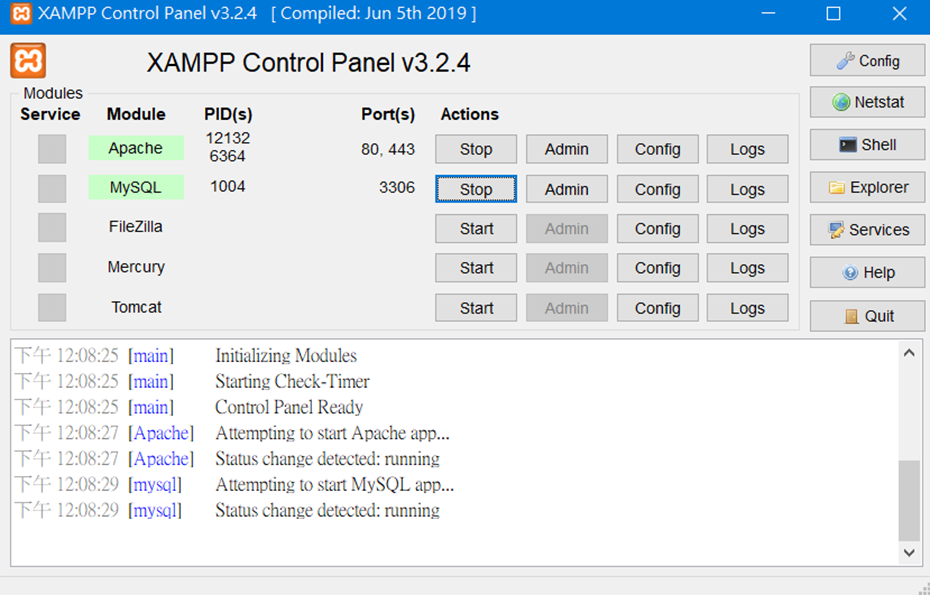 XAMPP Control Panel v3.2.4 [ Compiled: Jun 5th 2019 ]
XAMPP Control Panel v3.2.4
Config
Modules
Service Module PID(s) Port(s) Actions
Netstat
Apache 12132 6364 80, 443 Stop Admin Config Logs
Shell
MySQL 1004 3306 Stop Admin Config Logs
Explorer
FileZilla Start Admin Config Logs
Services
Mercury Start Admin Config Logs
Help
Tomcat Start Admin Config Logs
Quit
下午 12:08:25 [main] Initializing Modules
下午 12:08:25 [main] Starting Check-Timer
下午 12:08:25 [main] Control Panel Ready
下午 12:08:27 [Apache] Attempting to start Apache app...
下午 12:08:27 [Apache] Status change detected: running
下午 12:08:29 [mysql] Attempting to start MySQL app...
下午 12:08:29 [mysql] Status change detected: running